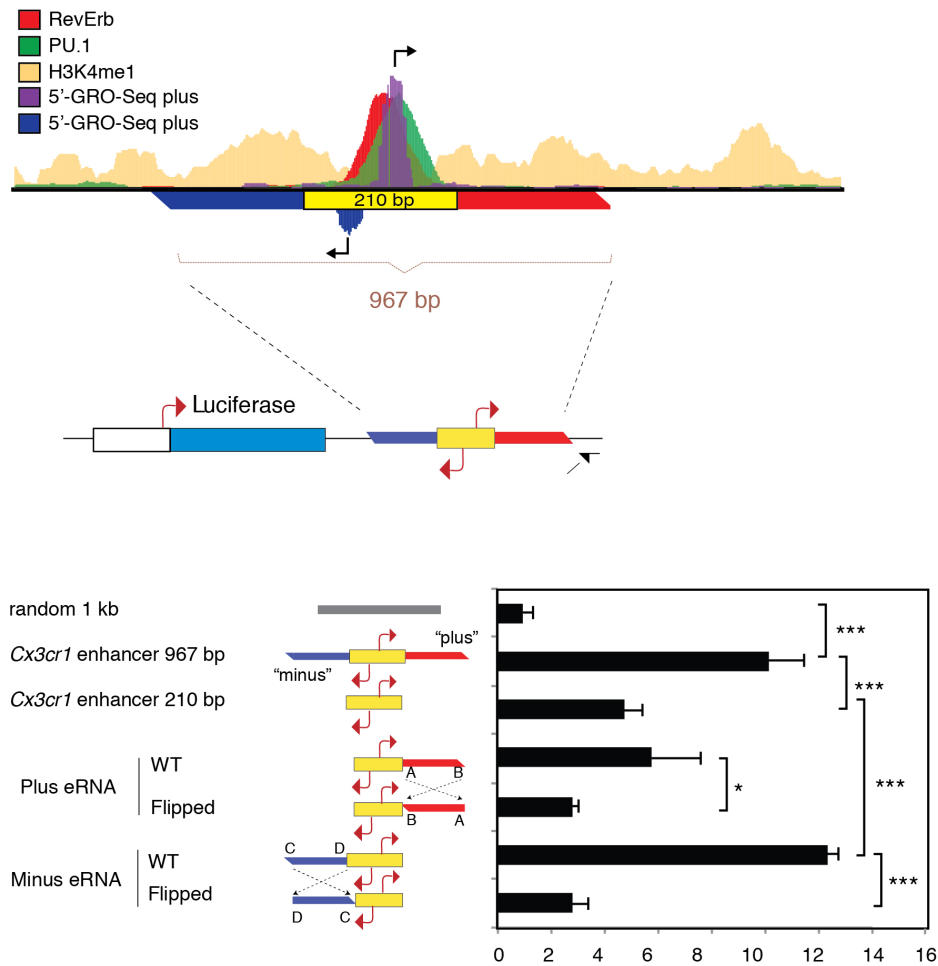 RevErb
PU.1
H3K4me1
5'-GRO-Seq plus
5'-GRO-Seq plus
210 bp
967 bp
Luciferase
random 1 kb
Cx3cr1 enhancer 967 bp
"minus"
"plus"
Cx3cr1 enhancer 210 bp
Plus eRNA
WT
A B
Flipped
B A
Minus eRNA
WT
C D
Flipped
D C
***
***
***
*
***
0 2 4 6 8 10 12 14 16